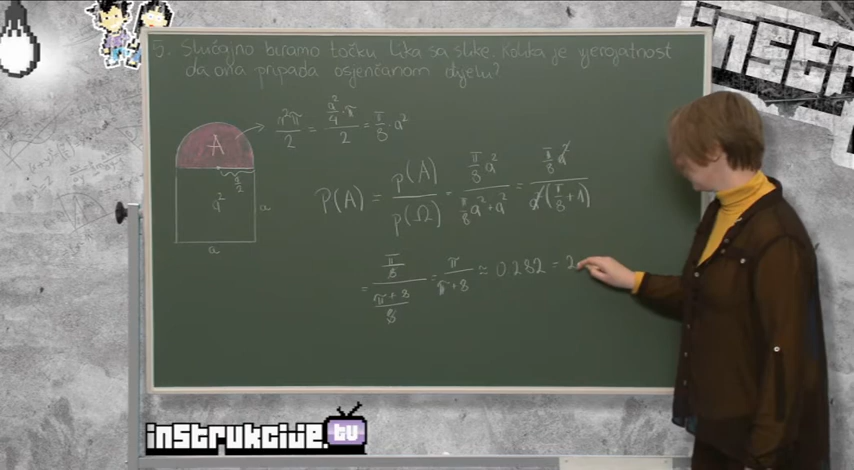 5. Slučajno biramo točku lika sa slike. Kolika je vjerojatnost
da ona pripada osjenčanom dijelu?
A
r²π/2 = (a²/4 · π)/2 = π/8 · a²
a/2
a²
a
a
P(A) = p(A)/p(Ω) = (π/8 a²)/(π/8 a² + a²) = (π/8 a²)/(a²(π/8 + 1))
= (π/8)/((π+8)/8) = π/(π+8) ≈ 0.282 = 2
instrukcije.tv